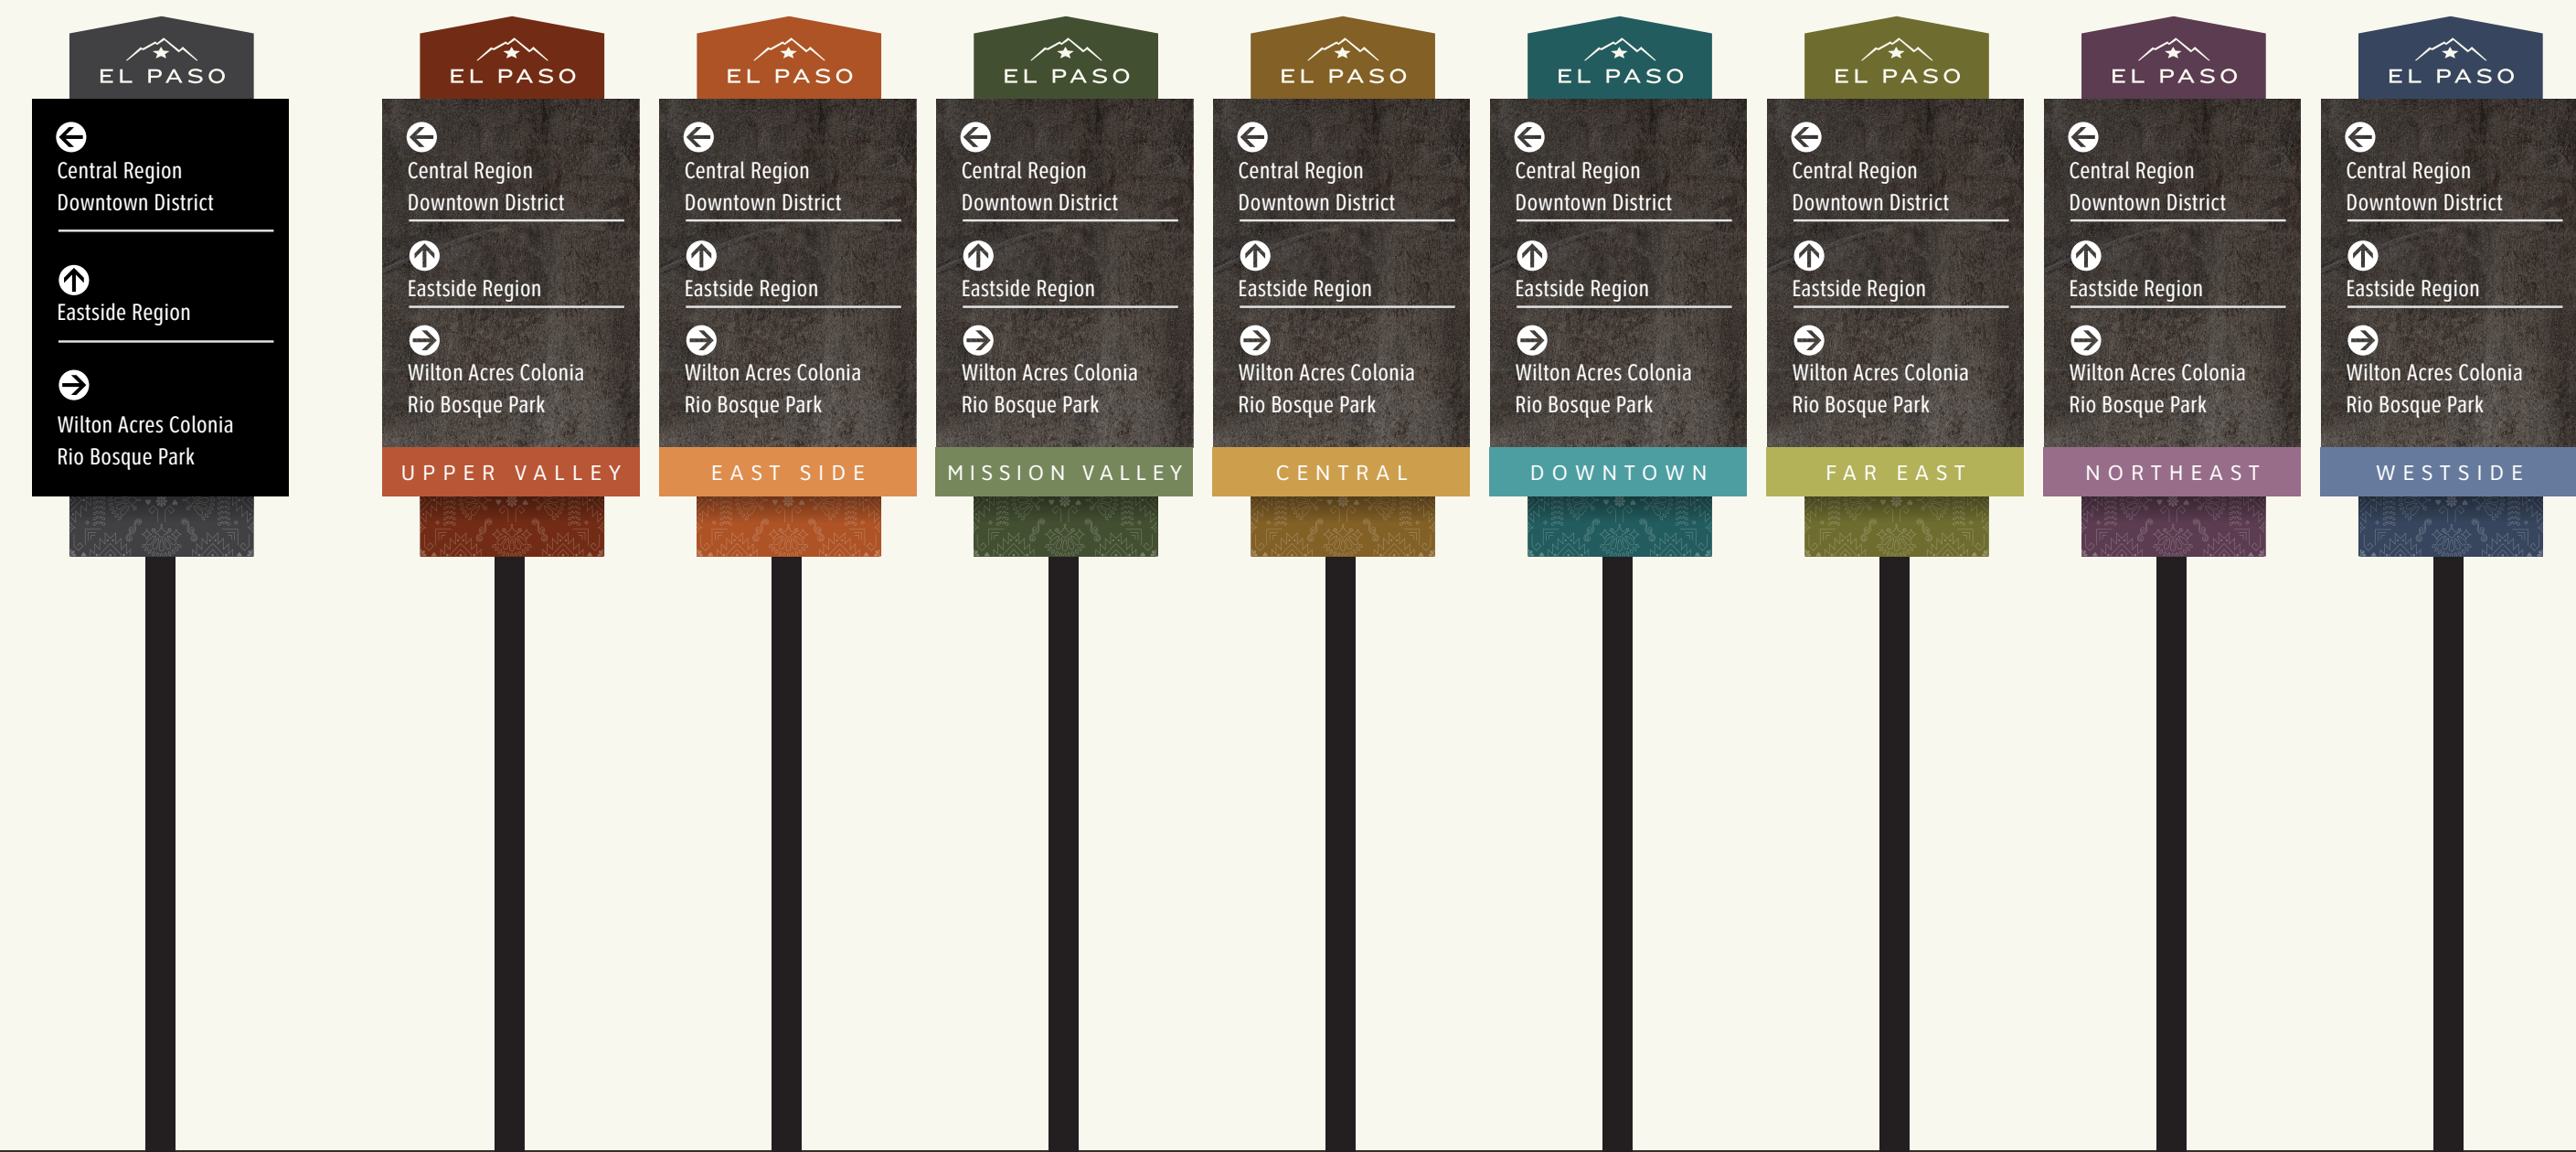 EL PASO
Central Region
Downtown District
Eastside Region
Wilton Acres Colonia
Rio Bosque Park
EL PASO
Central Region
Downtown District
Eastside Region
Wilton Acres Colonia
Rio Bosque Park
UPPER VALLEY
EL PASO
Central Region
Downtown District
Eastside Region
Wilton Acres Colonia
Rio Bosque Park
EAST SIDE
EL PASO
Central Region
Downtown District
Eastside Region
Wilton Acres Colonia
Rio Bosque Park
MISSION VALLEY
EL PASO
Central Region
Downtown District
Eastside Region
Wilton Acres Colonia
Rio Bosque Park
CENTRAL
EL PASO
Central Region
Downtown District
Eastside Region
Wilton Acres Colonia
Rio Bosque Park
DOWNTOWN
EL PASO
Central Region
Downtown District
Eastside Region
Wilton Acres Colonia
Rio Bosque Park
FAR EAST
EL PASO
Central Region
Downtown District
Eastside Region
Wilton Acres Colonia
Rio Bosque Park
NORTHEAST
EL PASO
Central Region
Downtown District
Eastside Region
Wilton Acres Colonia
Rio Bosque Park
WESTSIDE